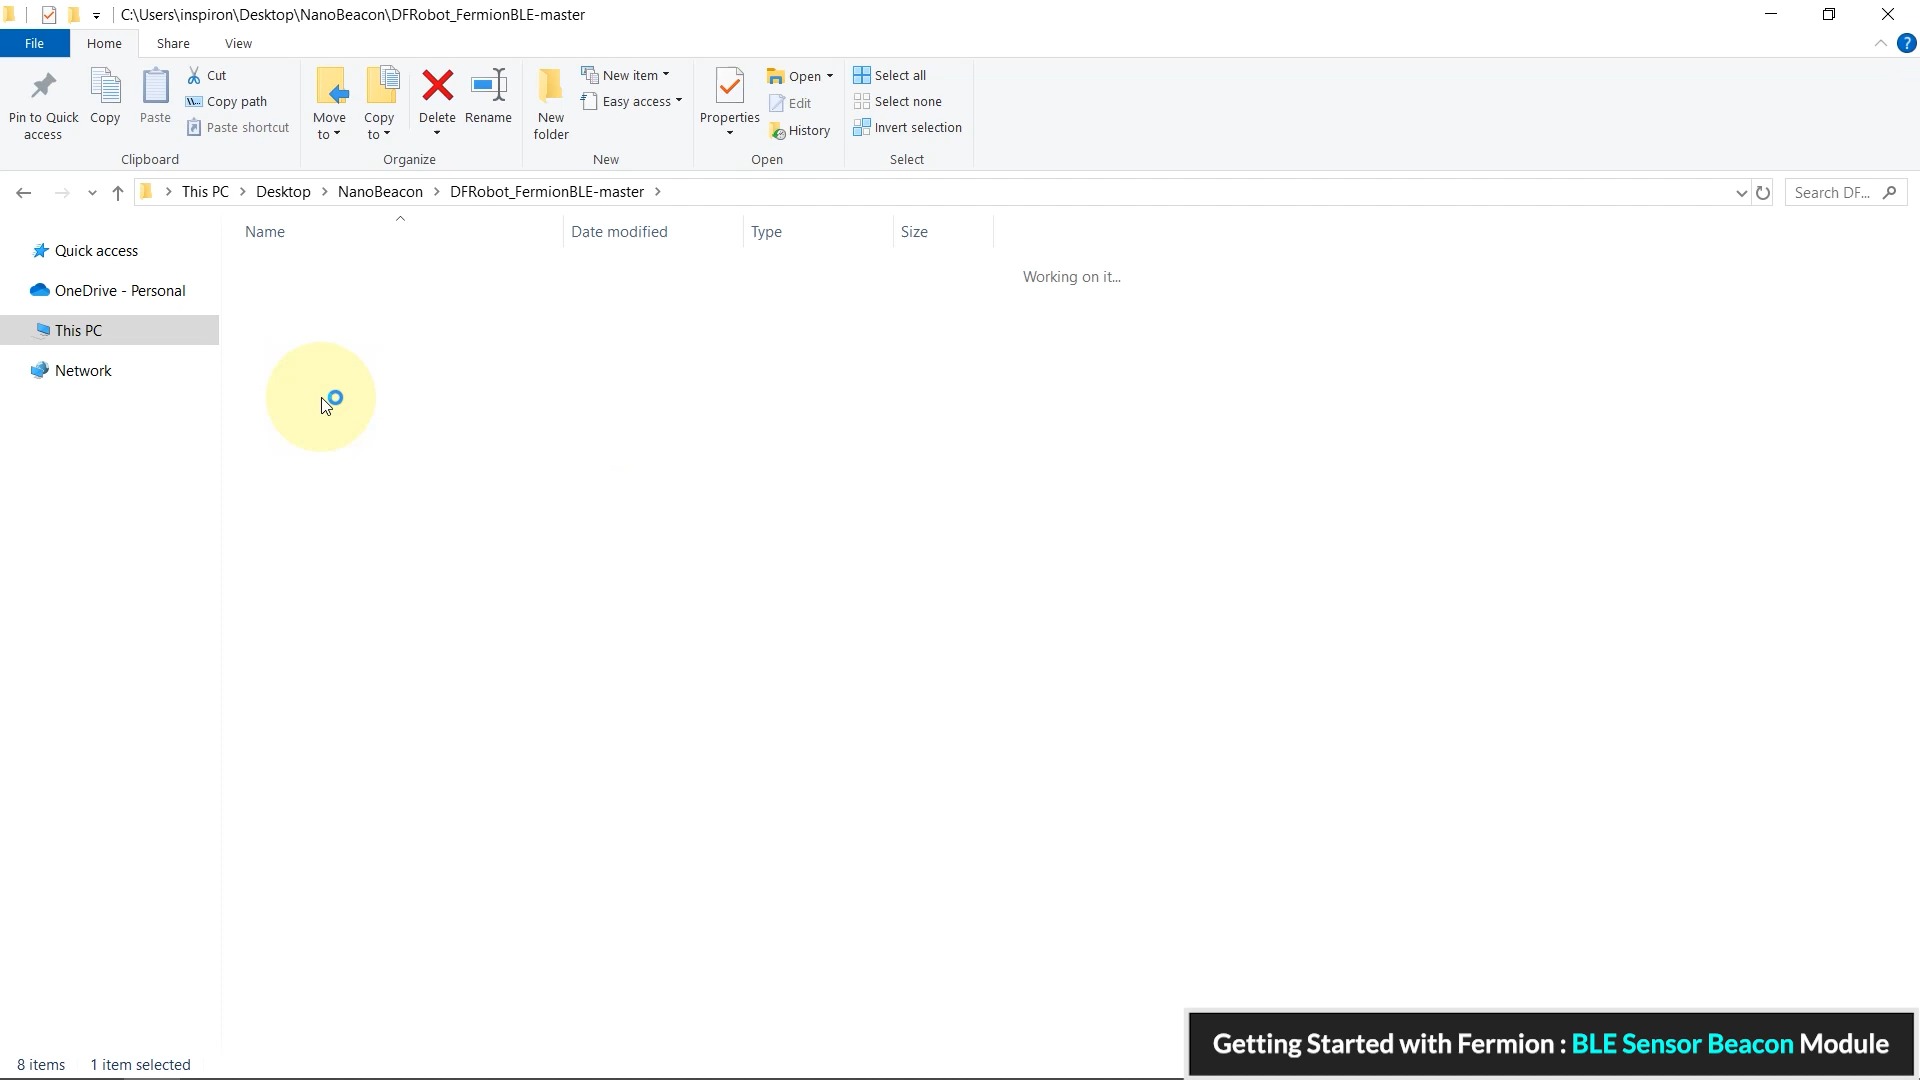 C:\Users\inspiron\Desktop\NanoBeacon\DFRobot_FermionBLE-master
File Home Share View
Pin to Quick access
Copy
Paste
Cut
Copy path
Paste shortcut
Clipboard
Move to
Copy to
Delete
Rename
Organize
New folder
New item
Easy access
New
Properties
Open
Edit
History
Open
Select all
Select none
Invert selection
Select
This PC > Desktop > NanoBeacon > DFRobot_FermionBLE-master >
Search DF...
Name Date modified Type Size
Quick access
OneDrive - Personal
This PC
Network
Working on it...
8 items 1 item selected
Getting Started with Fermion : BLE Sensor Beacon Module